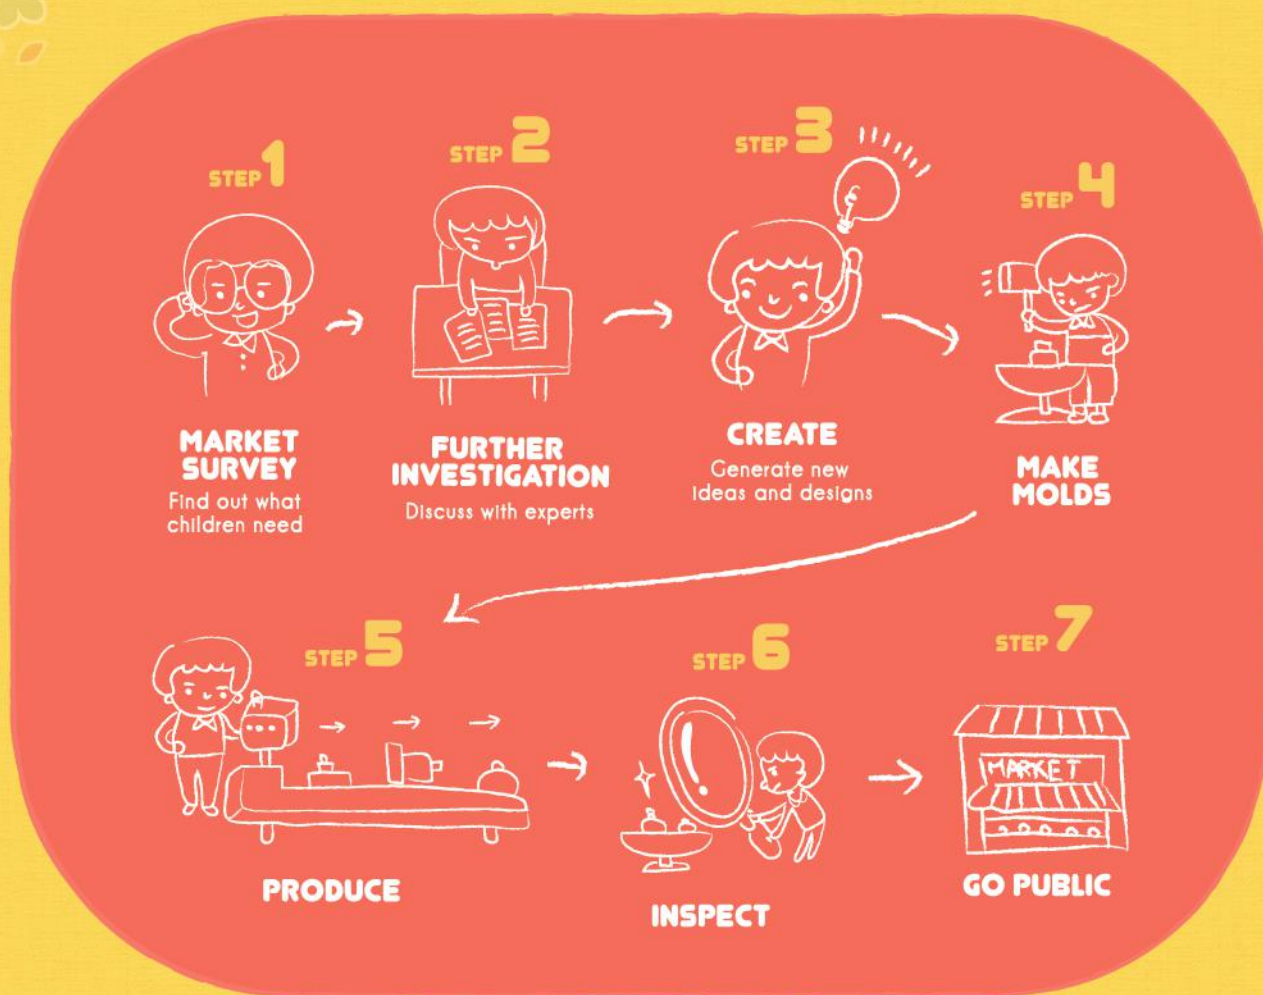 STEP 1
MARKET
SURVEY
Find out what
children need
STEP 2
FURTHER
INVESTIGATION
Discuss with experts
STEP 3
CREATE
Generate new
ideas and designs
STEP 4
MAKE
MOLDS
STEP 5
PRODUCE
STEP 6
INSPECT
STEP 7
MARKET
GO PUBLIC